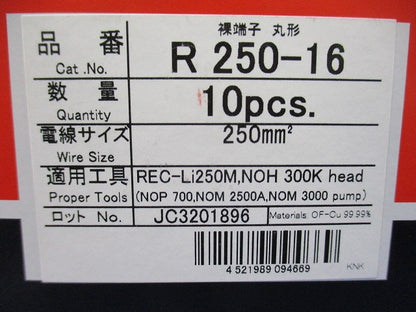 裸端子 丸形
品番 R 250-16
Cat .No.
数量 10pcs.
Quantity
電線サイズ 250mm²
Wire Size
適用工具 REC-Li250M,NOH 300K head
Proper Tools (NOP 700,NOM 2500A,NOM 3000 pump)
ロット No. JC3201896 Materials OF-Cu 99.99%
4 521989 094669
KNK